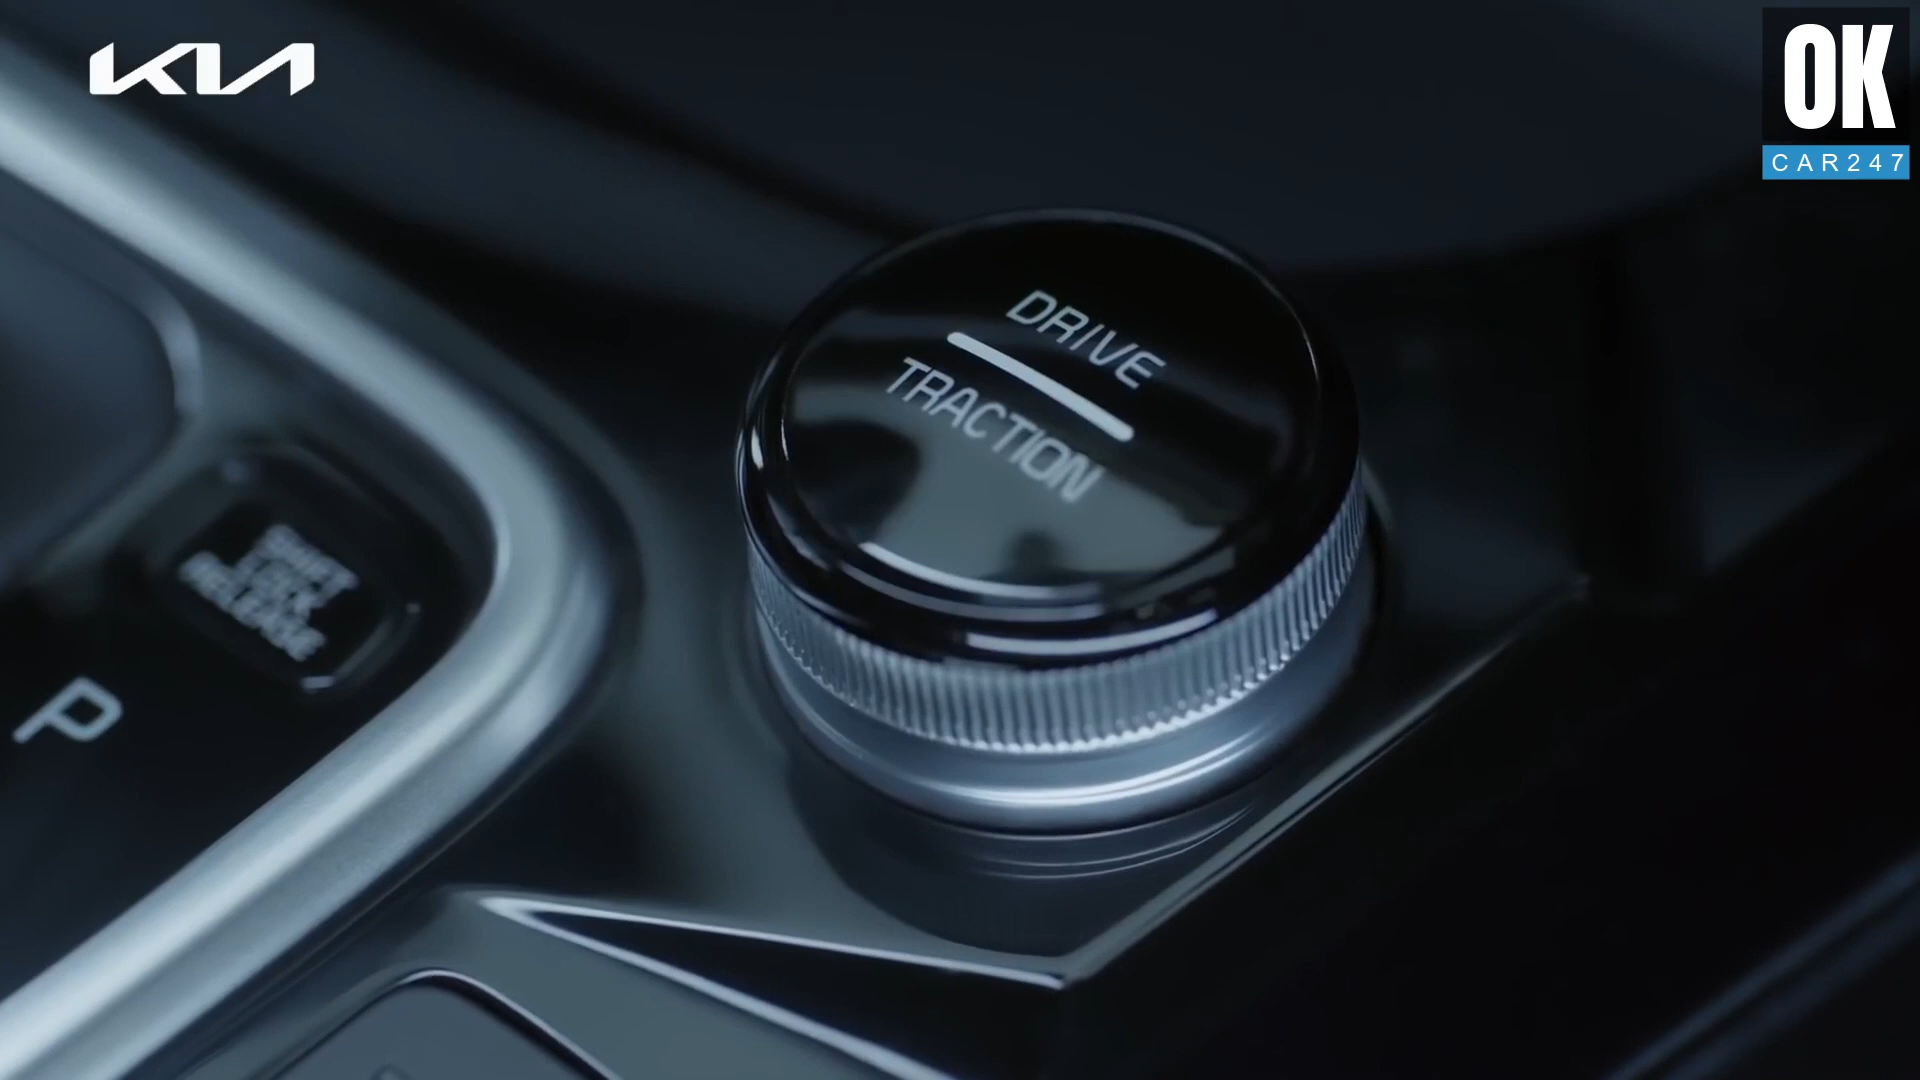 KIA
OK
CAR247
DRIVE
TRACTION
SHIFT
LOCK
RELEASE
P